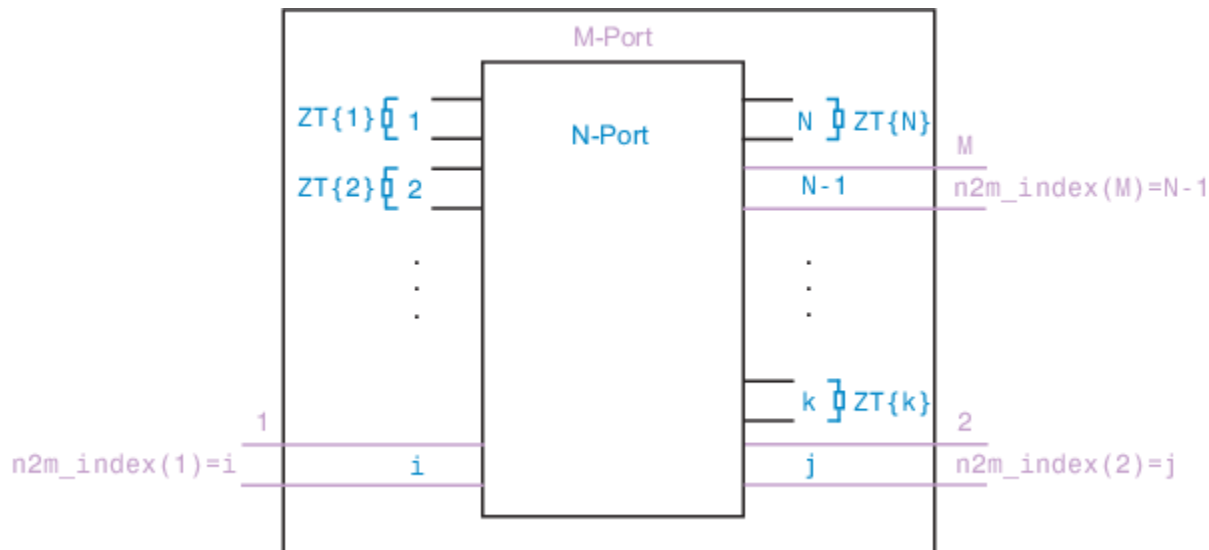 M-Port
N-Port
ZT{1} 1
N ZT{N}
M
ZT{2} 2
N-1
n2m_index(M)=N-1
.
.
.
.
.
.
k ZT{k}
1
2
n2m_index(1)=i
i
j
n2m_index(2)=j